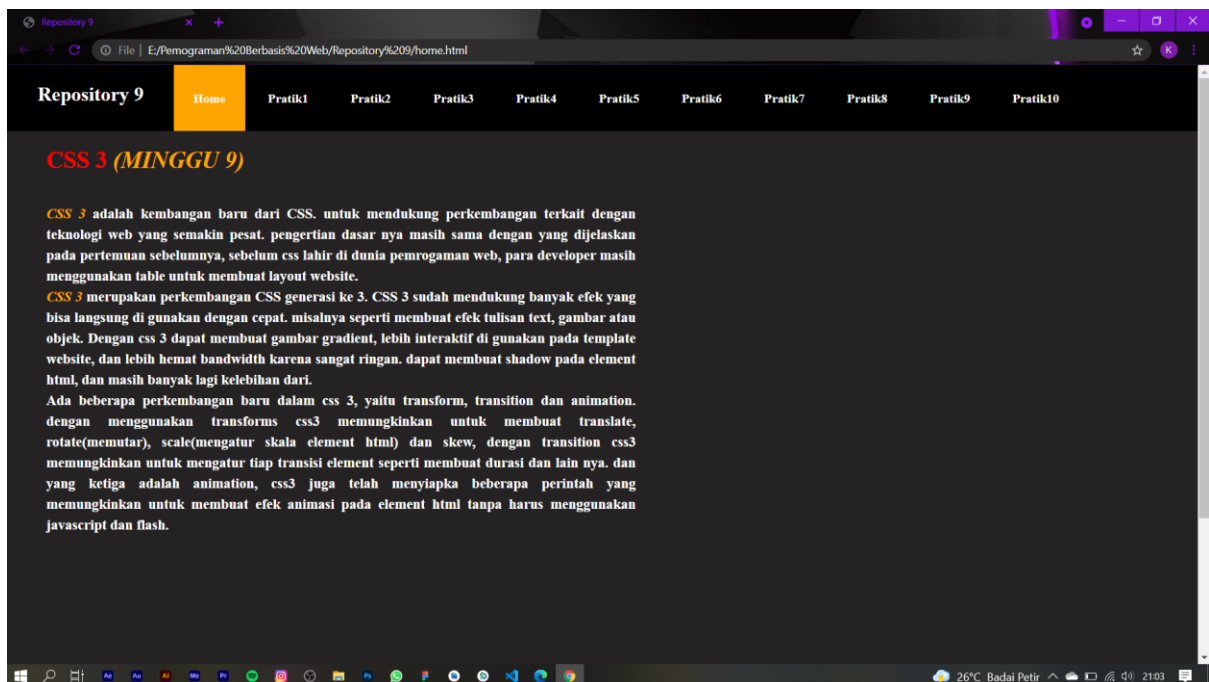 Repository 9
File | E:/Pemograman%20Berbasis%20Web/Repository%209/home.html
K
Repository 9 Home Pratik1 Pratik2 Pratik3 Pratik4 Pratik5 Pratik6 Pratik7 Pratik8 Pratik9 Pratik10
CSS 3 (MINGGU 9)
CSS 3 adalah kembangan baru dari CSS. untuk mendukung perkembangan terkait dengan
teknologi web yang semakin pesat. pengertian dasar nya masih sama dengan yang dijelaskan
pada pertemuan sebelumnya, sebelum css lahir di dunia pemrogaman web, para developer masih
menggunakan table untuk membuat layout website.
CSS 3 merupakan perkembangan CSS generasi ke 3. CSS 3 sudah mendukung banyak efek yang
bisa langsung di gunakan dengan cepat. misalnya seperti membuat efek tulisan text, gambar atau
objek. Dengan css 3 dapat membuat gambar gradient, lebih interaktif di gunakan pada template
website, dan lebih hemat bandwidth karena sangat ringan. dapat membuat shadow pada element
html, dan masih banyak lagi kelebihan dari.
Ada beberapa perkembangan baru dalam css 3, yaitu transform, transition dan animation.
dengan menggunakan transforms css3 memungkinkan untuk membuat translate,
rotate(memutar), scale(mengatur skala element html) dan skew, dengan transition css3
memungkinkan untuk mengatur tiap transisi element seperti membuat durasi dan lain nya. dan
yang ketiga adalah animation, css3 juga telah menyiapka beberapa perintah yang
memungkinkan untuk membuat efek animasi pada element html tanpa harus menggunakan
javascript dan flash.
Ae Au Ai Me Pr Ps 26°C Badai Petir 21:03